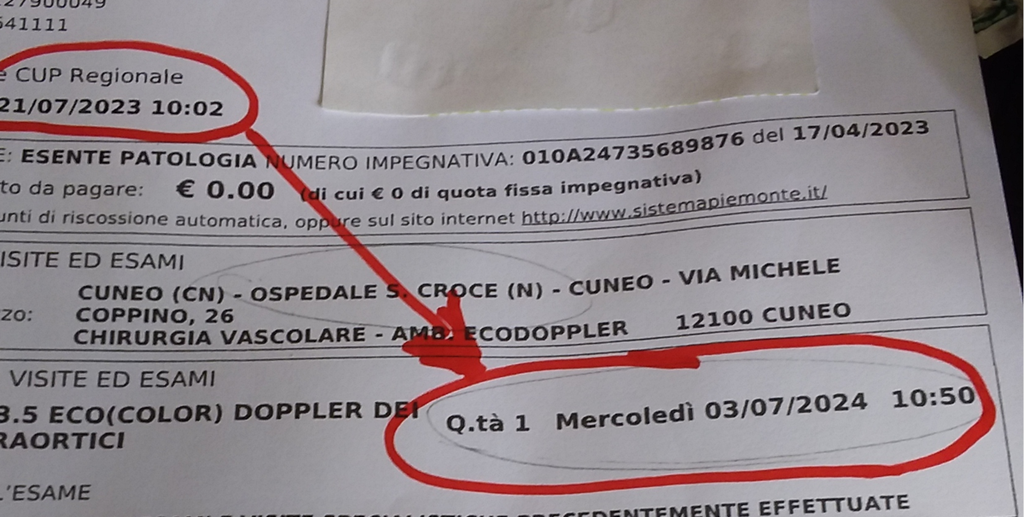 541111
CUP Regionale
21/07/2023 10:02
E: ESENTE PATOLOGIA NUMERO IMPEGNATIVA: 010A24735689876 del 17/04/2023
to da pagare: € 0.00 (di cui € 0 di quota fissa impegnativa)
unti di riscossione automatica, oppure sul sito internet http://www.sistemapiemonte.it/
ISITE ED ESAMI
CUNEO (CN) - OSPEDALE S. CROCE (N) - CUNEO - VIA MICHELE
zo: COPPINO, 26
CHIRURGIA VASCOLARE - AMB. ECODOPPLER 12100 CUNEO
VISITE ED ESAMI
3.5 ECO(COLOR) DOPPLER DEI Q.tà 1 Mercoledì 03/07/2024 10:50
RAORTICI
L'ESAME
PRECEDENTEMENTE EFFETTUATE